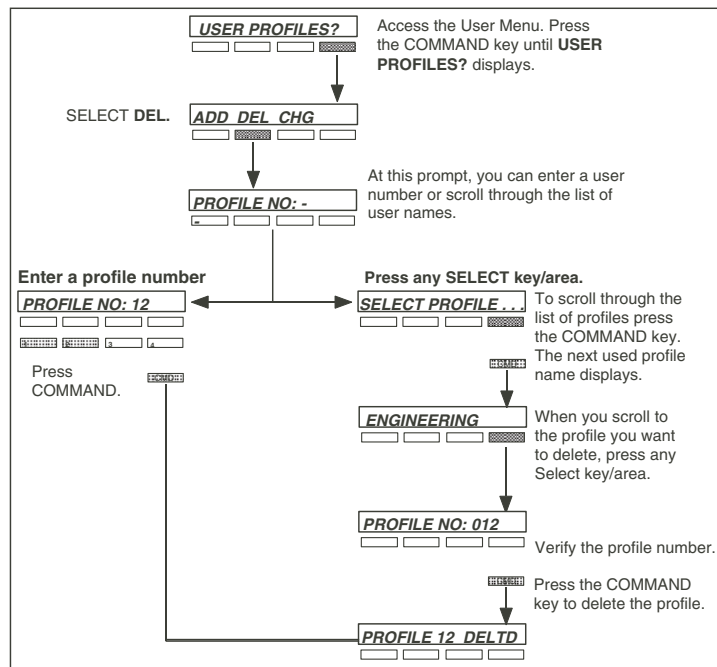 USER PROFILES?
Access the User Menu. Press
the COMMAND key until USER
PROFILES? displays.
SELECT DEL.
ADD DEL CHG
At this prompt, you can enter a user
number or scroll through the list of
user names.
PROFILE NO: -
-
Enter a profile number
Press any SELECT key/area.
PROFILE NO: 12
SELECT PROFILE . . .
To scroll through the
list of profiles press
the COMMAND key.
The next used profile
name displays.
3 4
Press
COMMAND.
CMD
ENGINEERING
When you scroll to
the profile you want
to delete, press any
Select key/area.
PROFILE NO: 012
Verify the profile number.
Press the COMMAND
key to delete the profile.
PROFILE 12 DELTD